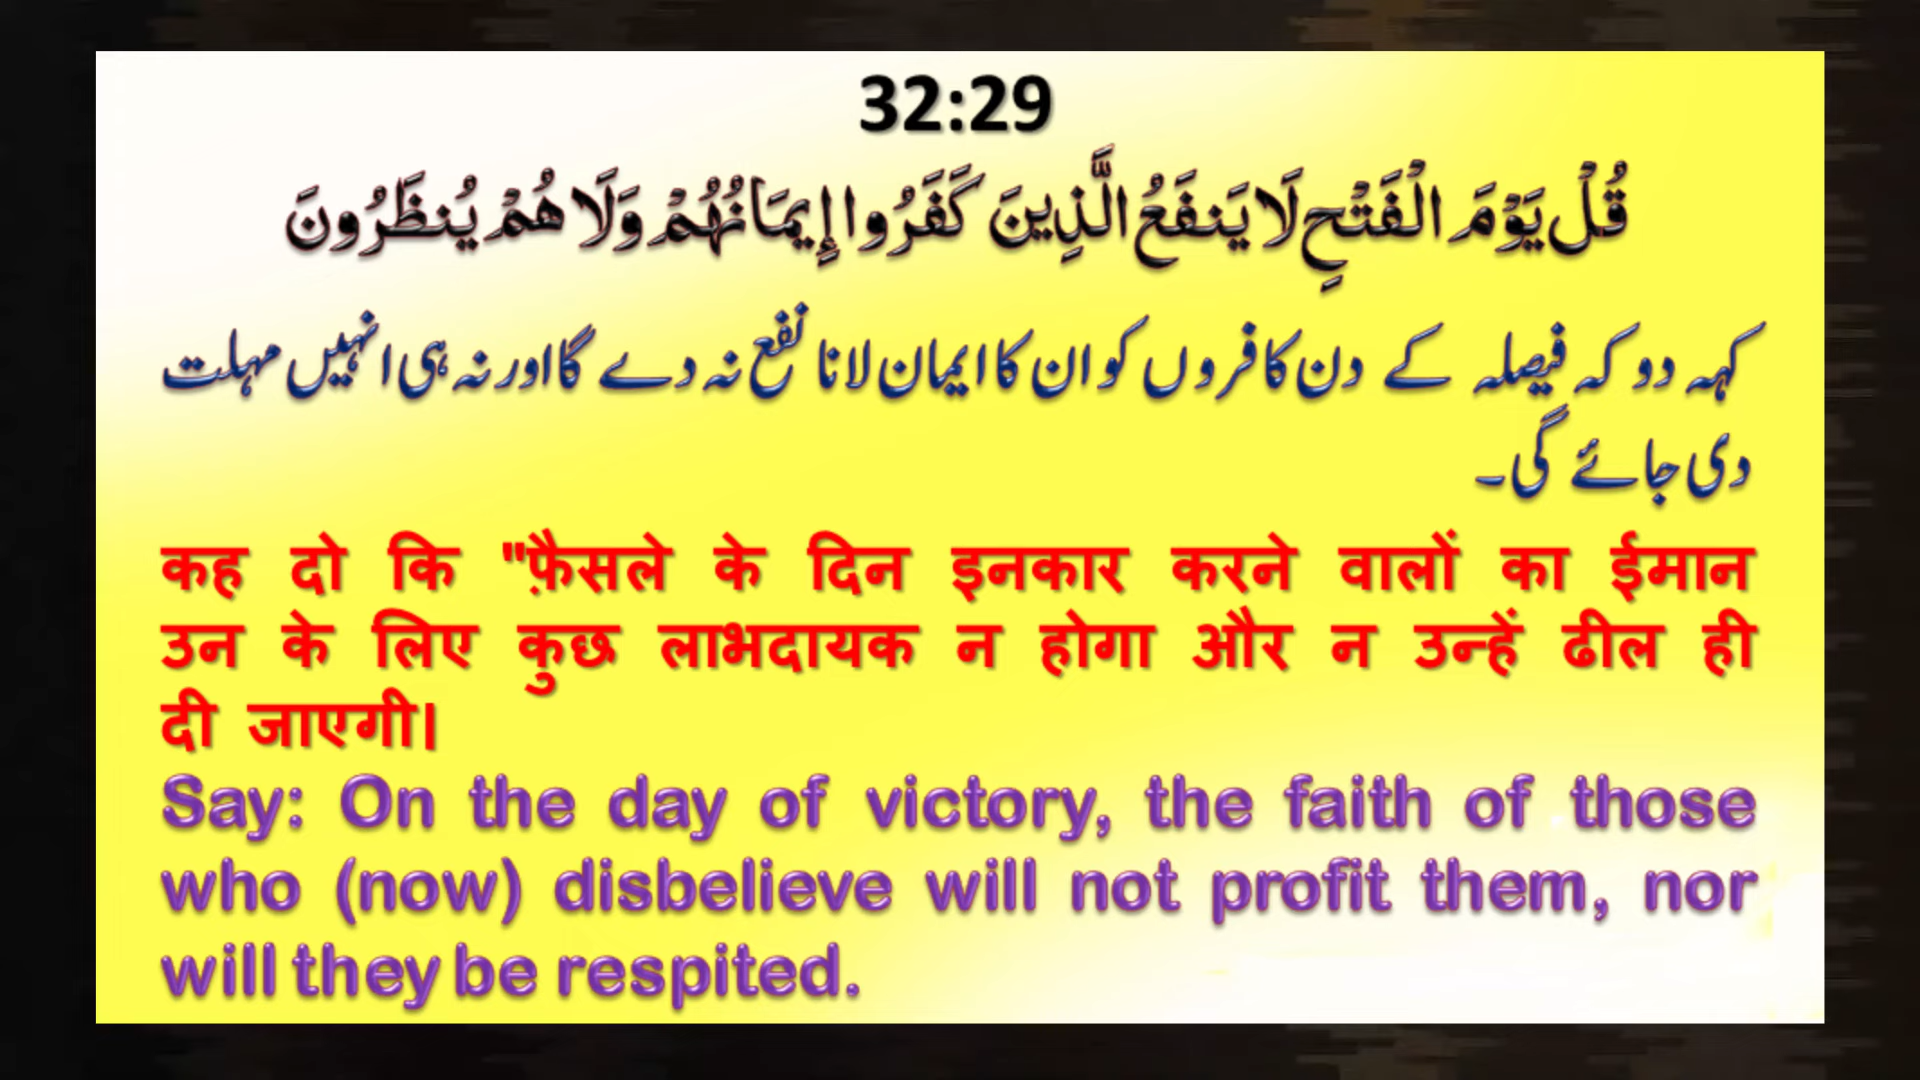 32:29
قُلْ يَوْمَ الْفَتْحِ لَا يَنفَعُ الَّذِينَ كَفَرُوا إِيمَانُهُمْ وَلَا هُمْ يُنظَرُونَ
کہہ دو کہ فیصلہ کے دن کافروں کو ان کا ایمان لانا نفع نہ دے گا اور نہ ہی انہیں مہلت
دی جائے گی۔
कह दो कि "फ़ैसले के दिन इनकार करने वालों का ईमान
उन के लिए कुछ लाभदायक न होगा और न उन्हें ढील ही
दी जाएगी।
Say: On the day of victory, the faith of those
who (now) disbelieve will not profit them, nor
will they be respited.